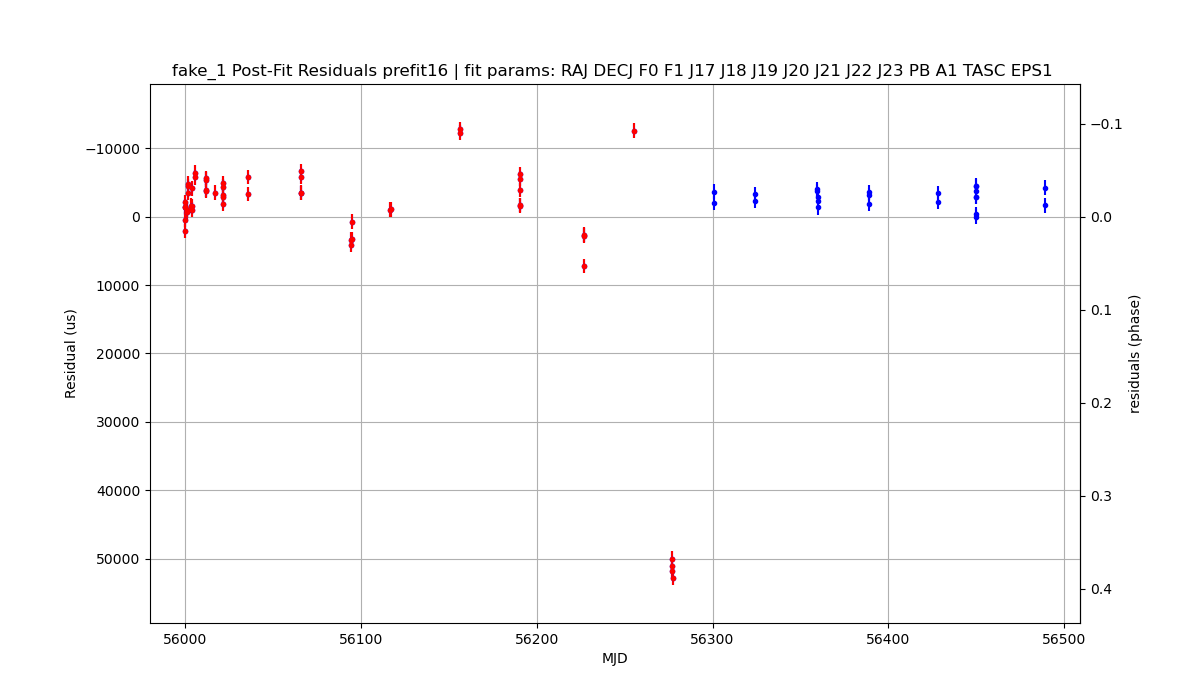 fake_1 Post-Fit Residuals prefit16 | fit params: RAJ DECJ F0 F1 J17 J18 J19 J20 J21 J22 J23 PB A1 TASC EPS1
Residual (us)
−10000
0
10000
20000
30000
40000
50000
−0.1
0.0
0.1
0.2
0.3
0.4
residuals (phase)
56000 56100 56200 56300 56400 56500
MJD